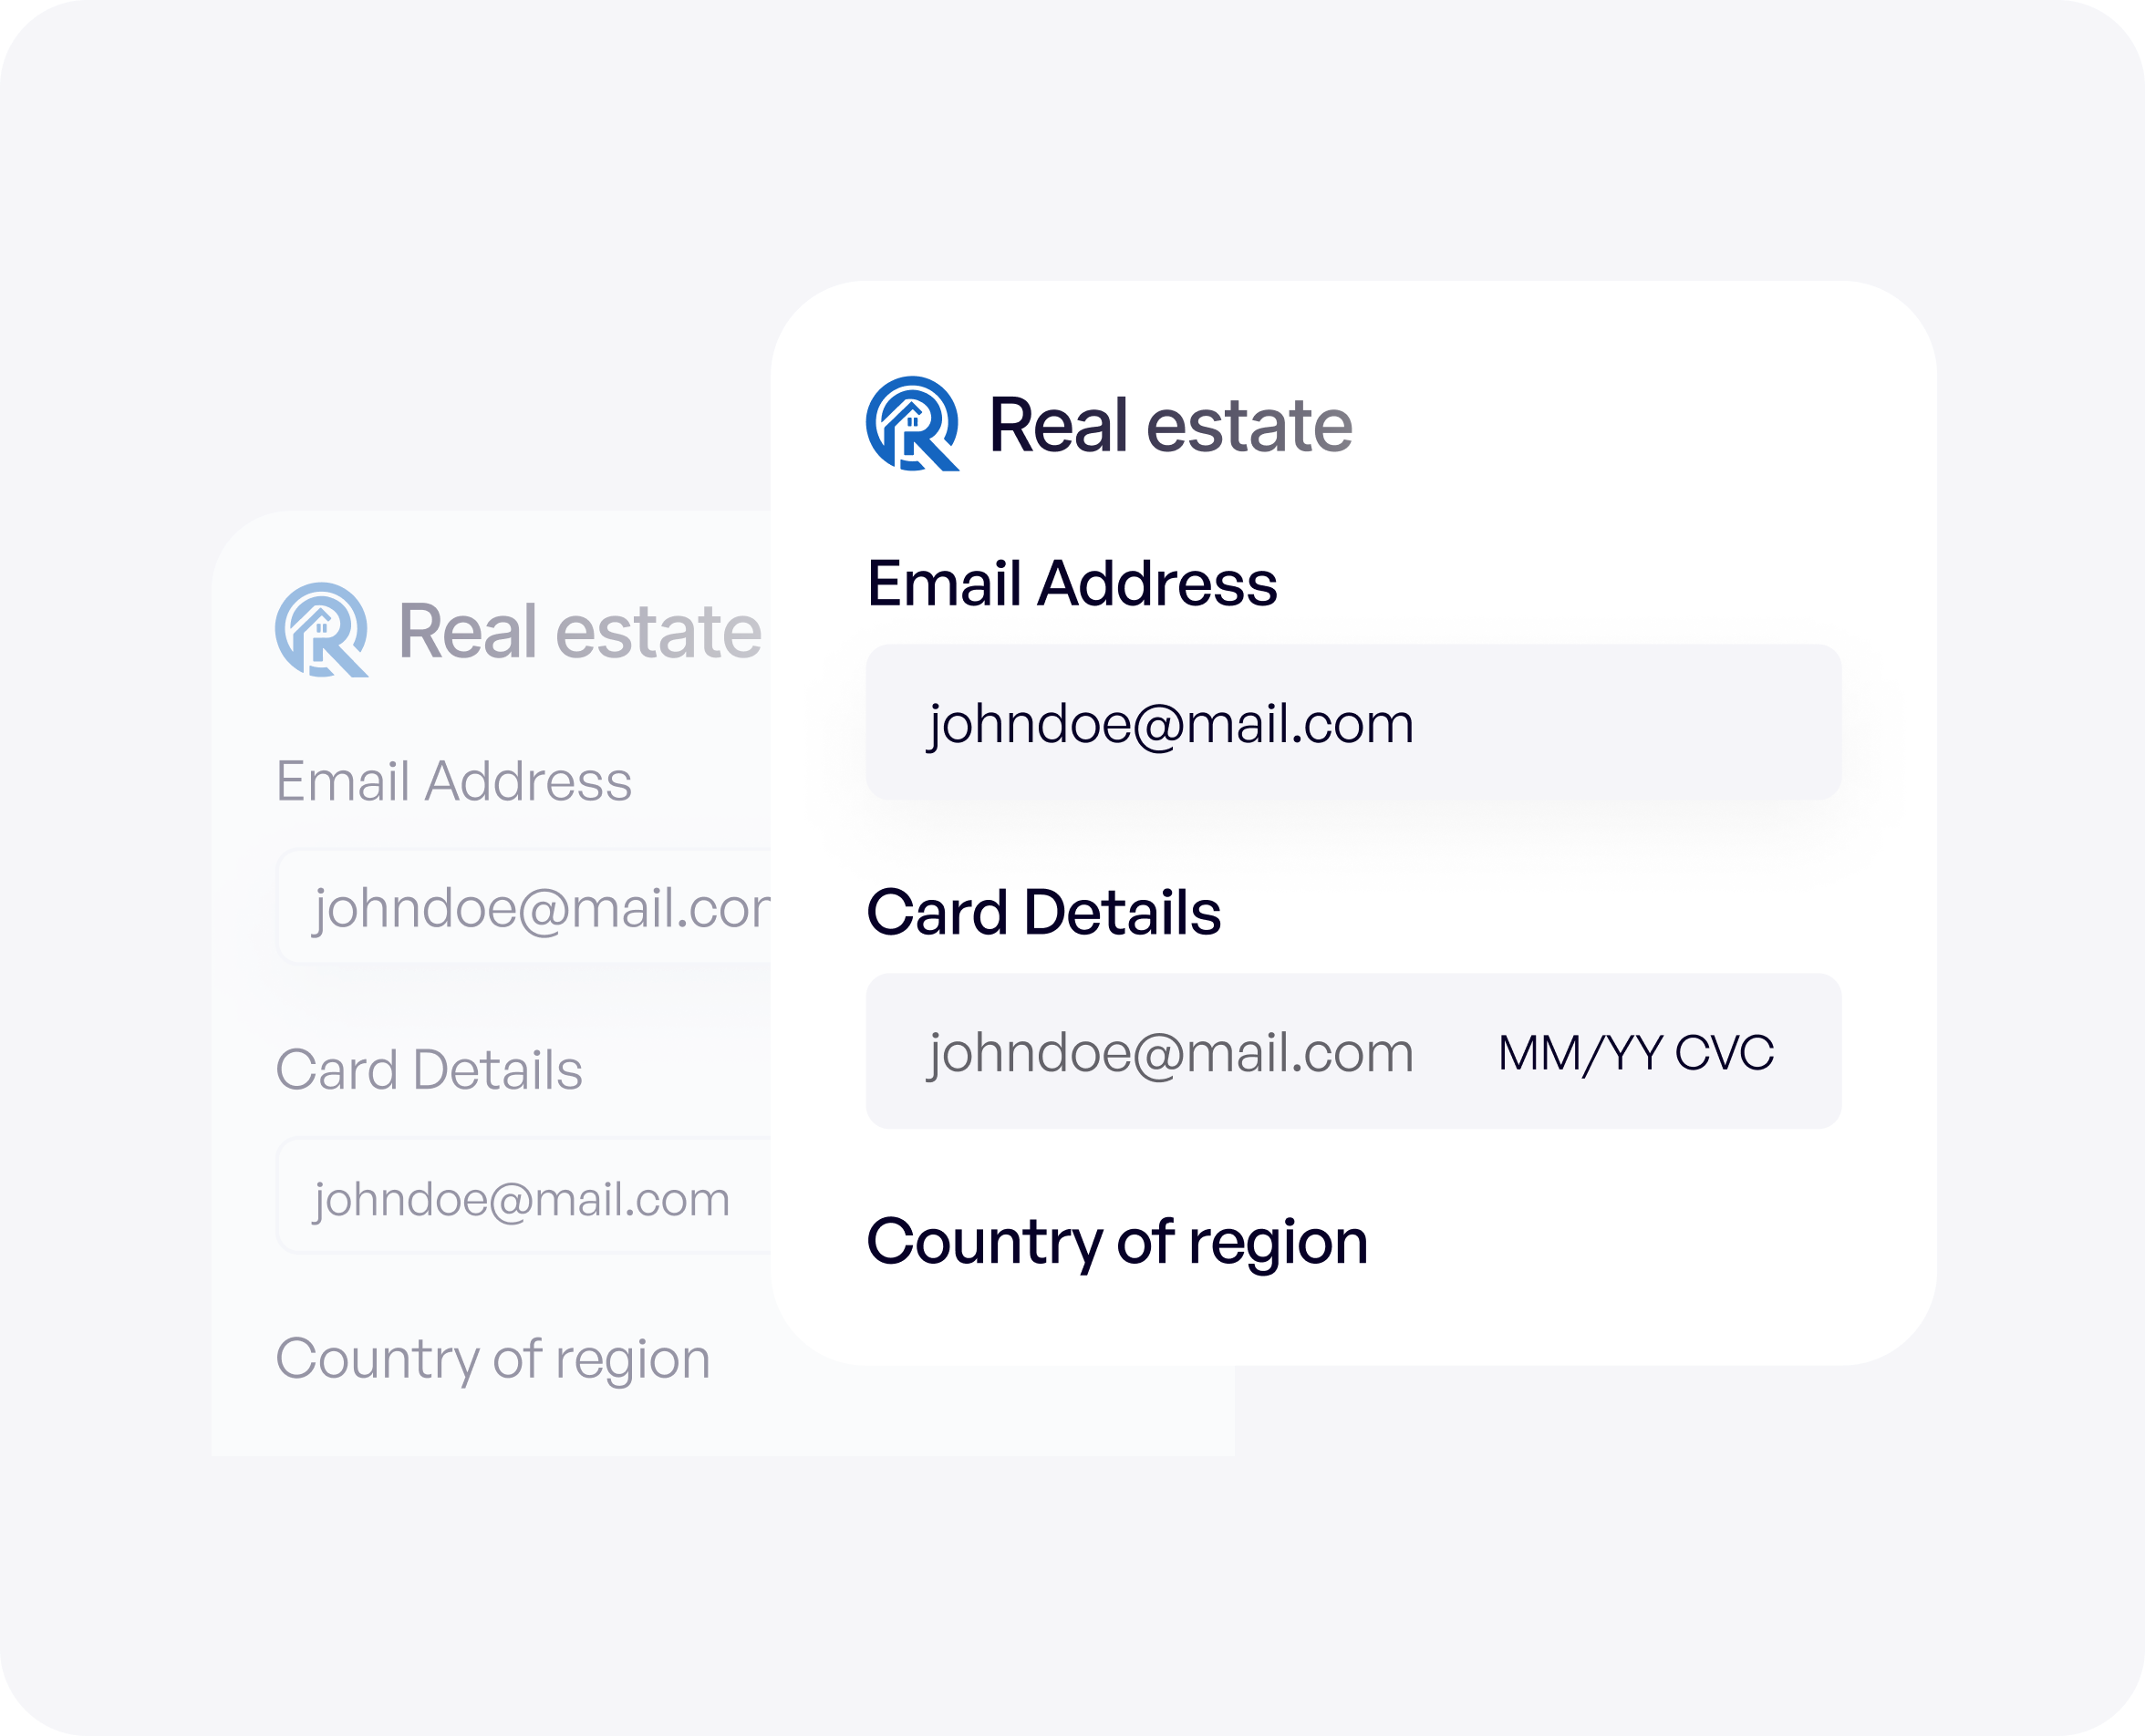 Real estate
Email Address
johndoe@mail.com
Card Details
johndoe@mail.com MM/YY CVC
Country of region
Real estate
Email Address
johndoe@mail.cor
Card Details
johndoe@mail.com
Country of region